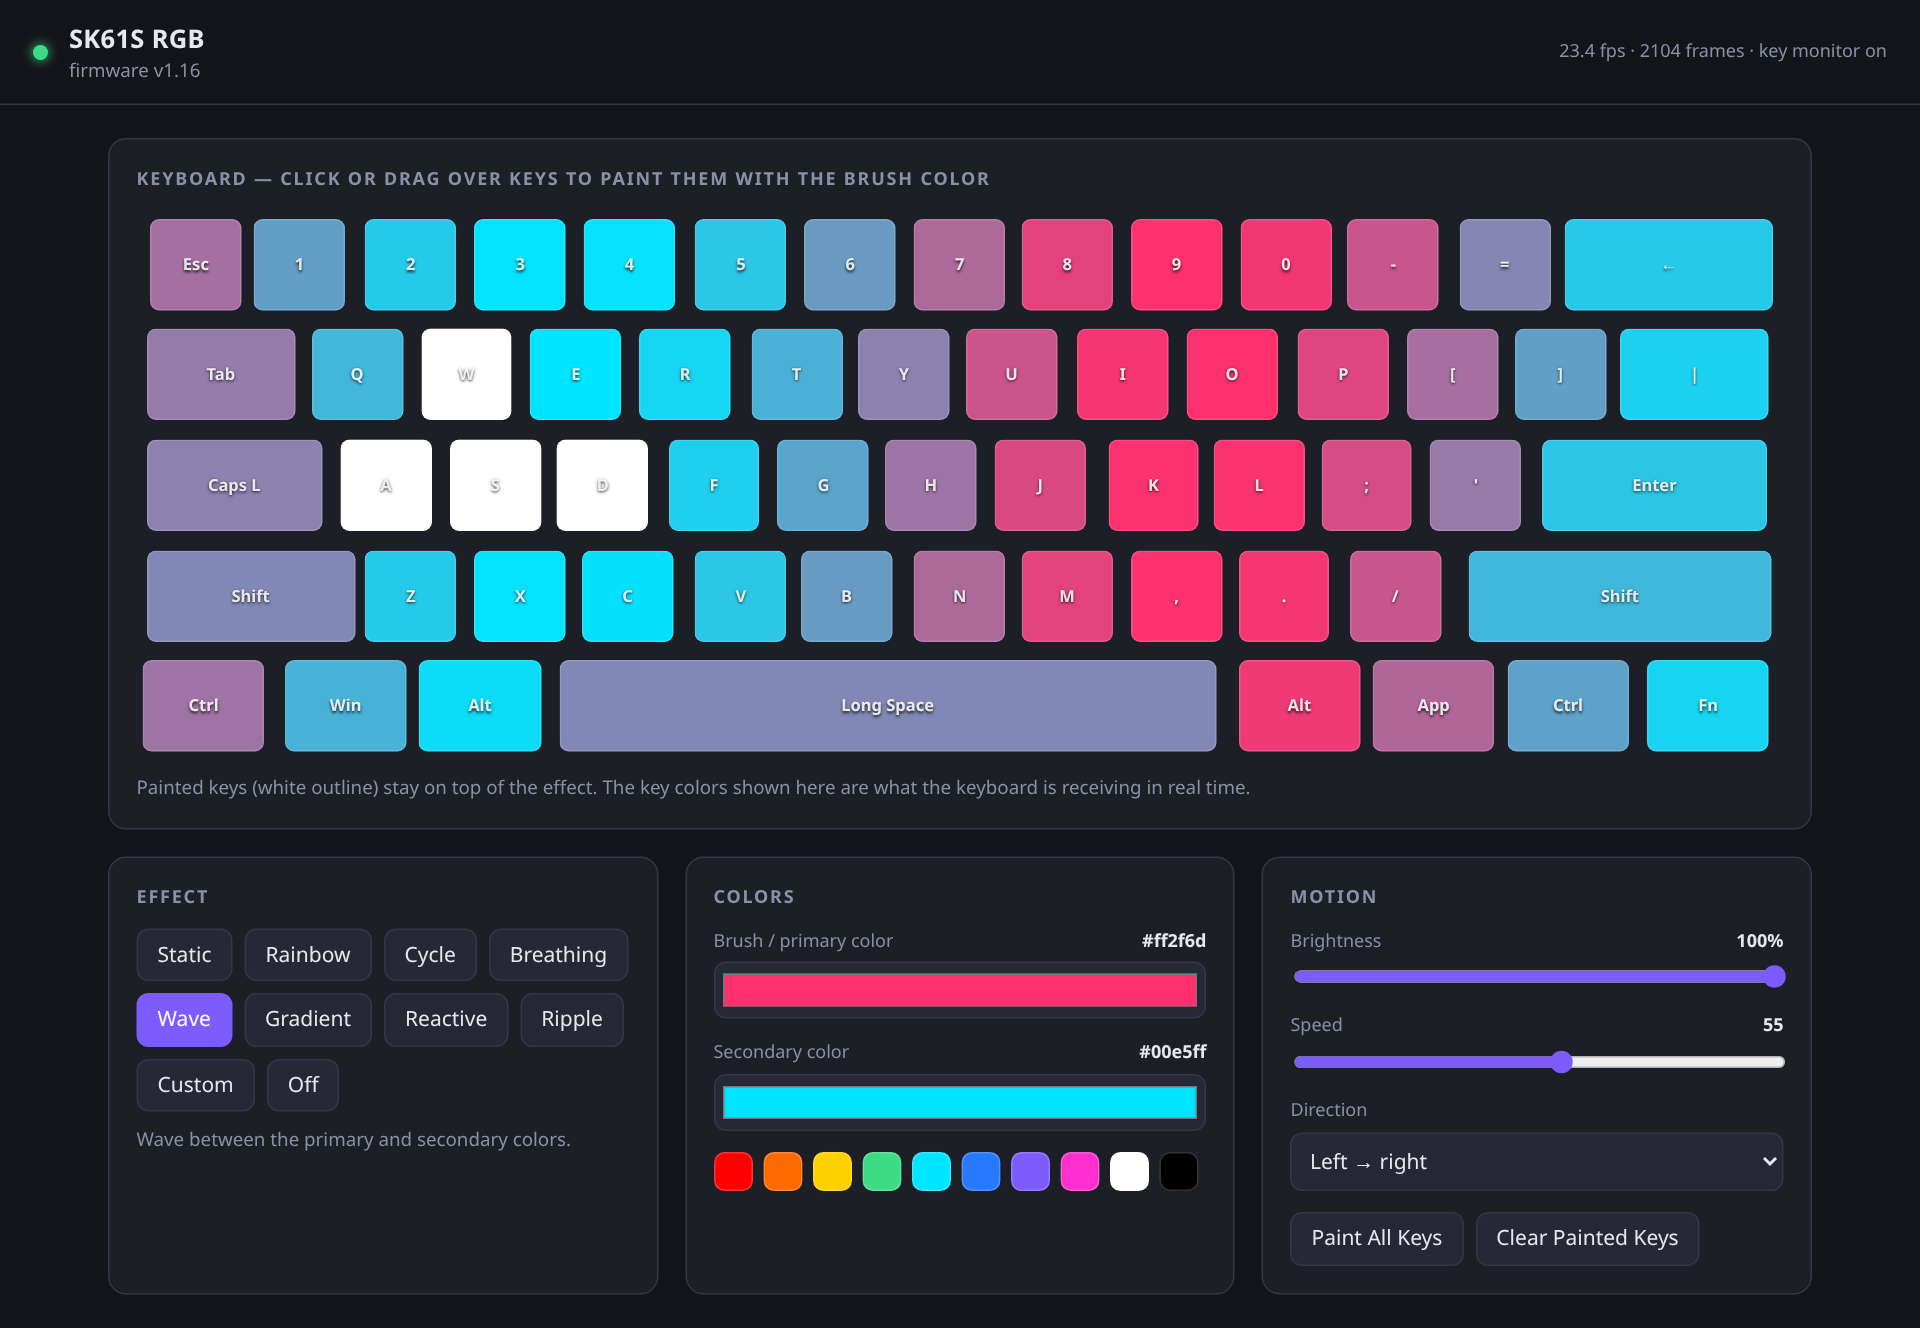 SK61S RGB
firmware v1.16
23.4 fps · 2104 frames · key monitor on
KEYBOARD — CLICK OR DRAG OVER KEYS TO PAINT THEM WITH THE BRUSH COLOR
Esc 1 2 3 4 5 6 7 8 9 0 - = ←
Tab Q W E R T Y U I O P [ ] |
Caps L A S D F G H J K L ; ' Enter
Shift Z X C V B N M , . / Shift
Ctrl Win Alt Long Space Alt App Ctrl Fn
Painted keys (white outline) stay on top of the effect. The key colors shown here are what the keyboard is receiving in real time.
EFFECT
Static Rainbow Cycle Breathing
Wave Gradient Reactive Ripple
Custom Off
Wave between the primary and secondary colors.
COLORS
Brush / primary color #ff2f6d
Secondary color #00e5ff
MOTION
Brightness 100%
Speed 55
Direction
Left → right
Paint All Keys Clear Painted Keys